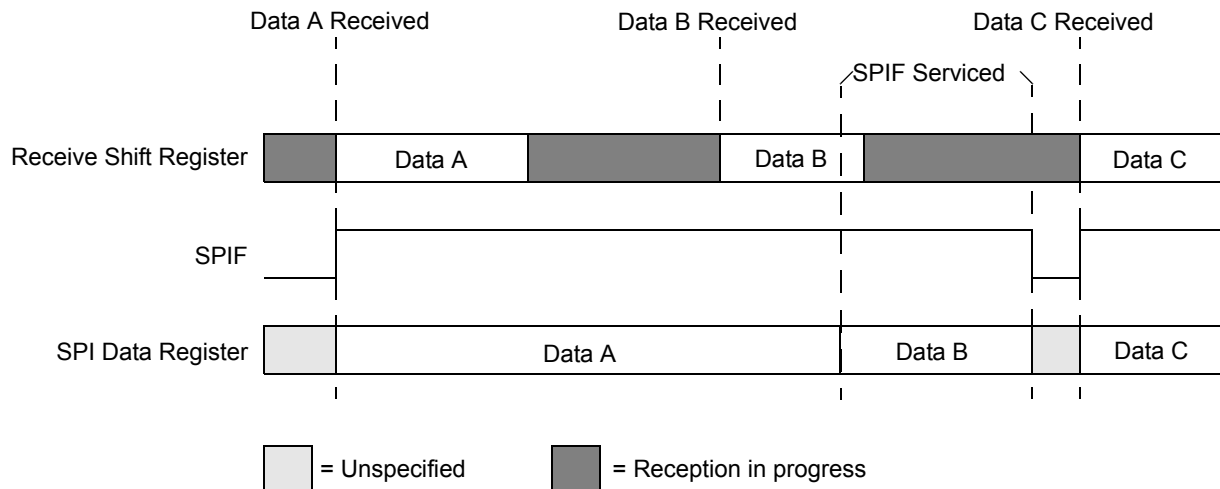 Data A Received
Data B Received
Data C Received
SPIF Serviced
Receive Shift Register
Data A
Data B
Data C
SPIF
SPI Data Register
Data A
Data B
Data C
= Unspecified
= Reception in progress